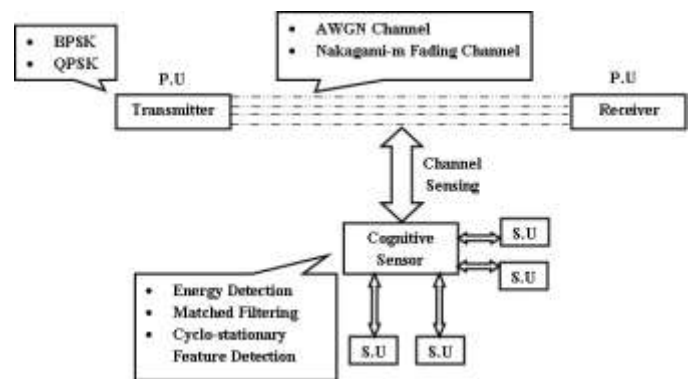 • BPSK
• QPSK
• AWGN Channel
• Nakagami-m Fading Channel
P.U
P.U
Transmitter
Receiver
Channel
Sensing
Cognitive
Sensor
S.U
S.U
• Energy Detection
• Matched Filtering
• Cyclo-stationary
Feature Detection
S.U
S.U